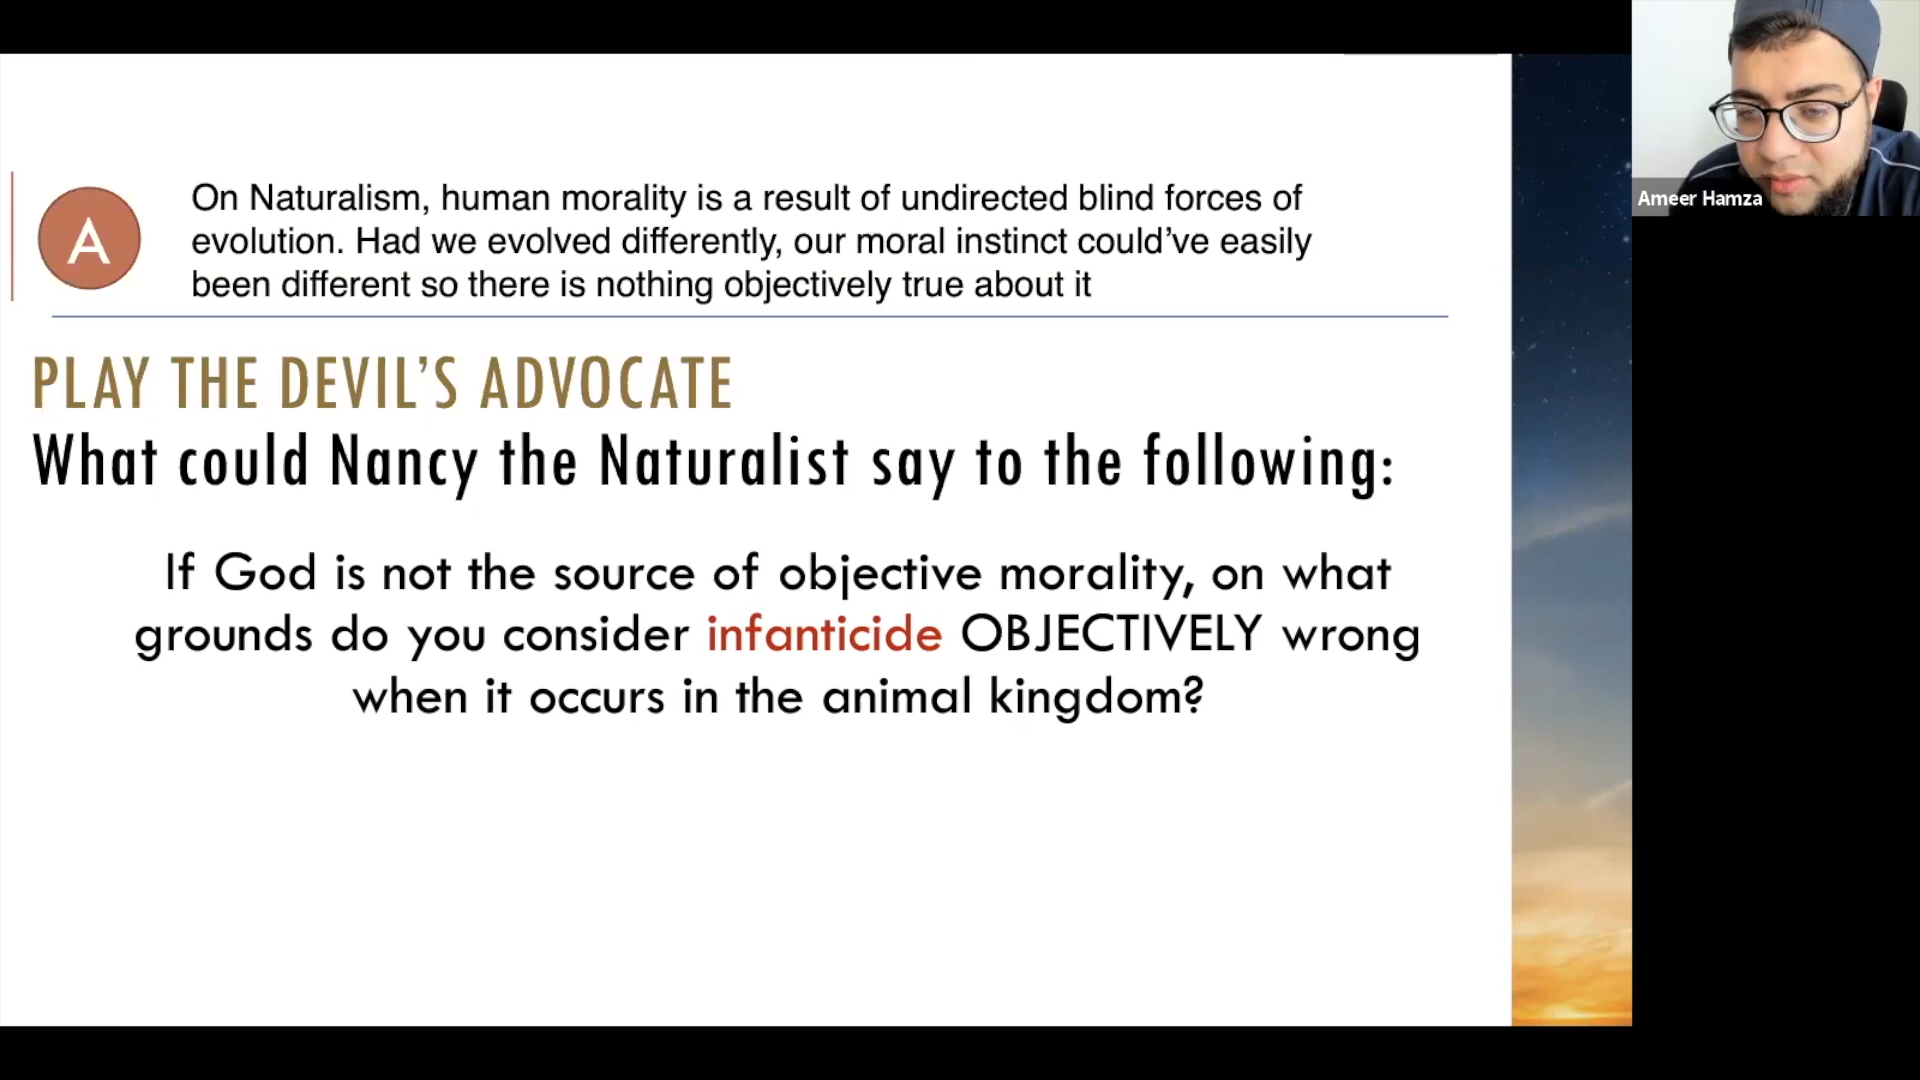 A
On Naturalism, human morality is a result of undirected blind forces of
evolution. Had we evolved differently, our moral instinct could've easily
been different so there is nothing objectively true about it
PLAY THE DEVIL'S ADVOCATE
What could Nancy the Naturalist say to the following:
If God is not the source of objective morality, on what
grounds do you consider infanticide OBJECTIVELY wrong
when it occurs in the animal kingdom?
Ameer Hamza